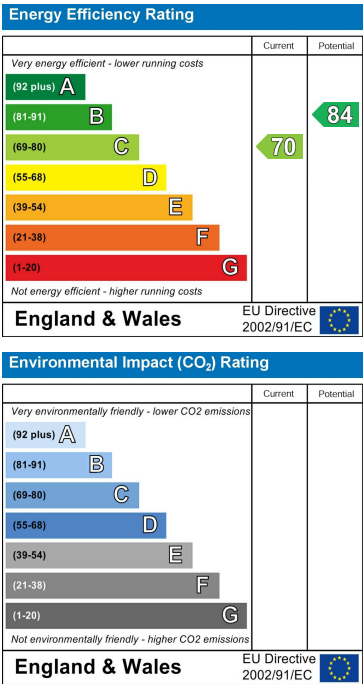 Energy Efficiency Rating
Current Potential
Very energy efficient - lower running costs
(92 plus) A
(81-91) B
84
(69-80) C
70
(55-68) D
(39-54) E
(21-38) F
(1-20) G
Not energy efficient - higher running costs
England & Wales
EU Directive
2002/91/EC
Environmental Impact (CO₂) Rating
Current Potential
Very environmentally friendly - lower CO2 emissions
(92 plus) A
(81-91) B
(69-80) C
(55-68) D
(39-54) E
(21-38) F
(1-20) G
Not environmentally friendly - higher CO2 emissions
England & Wales
EU Directive
2002/91/EC